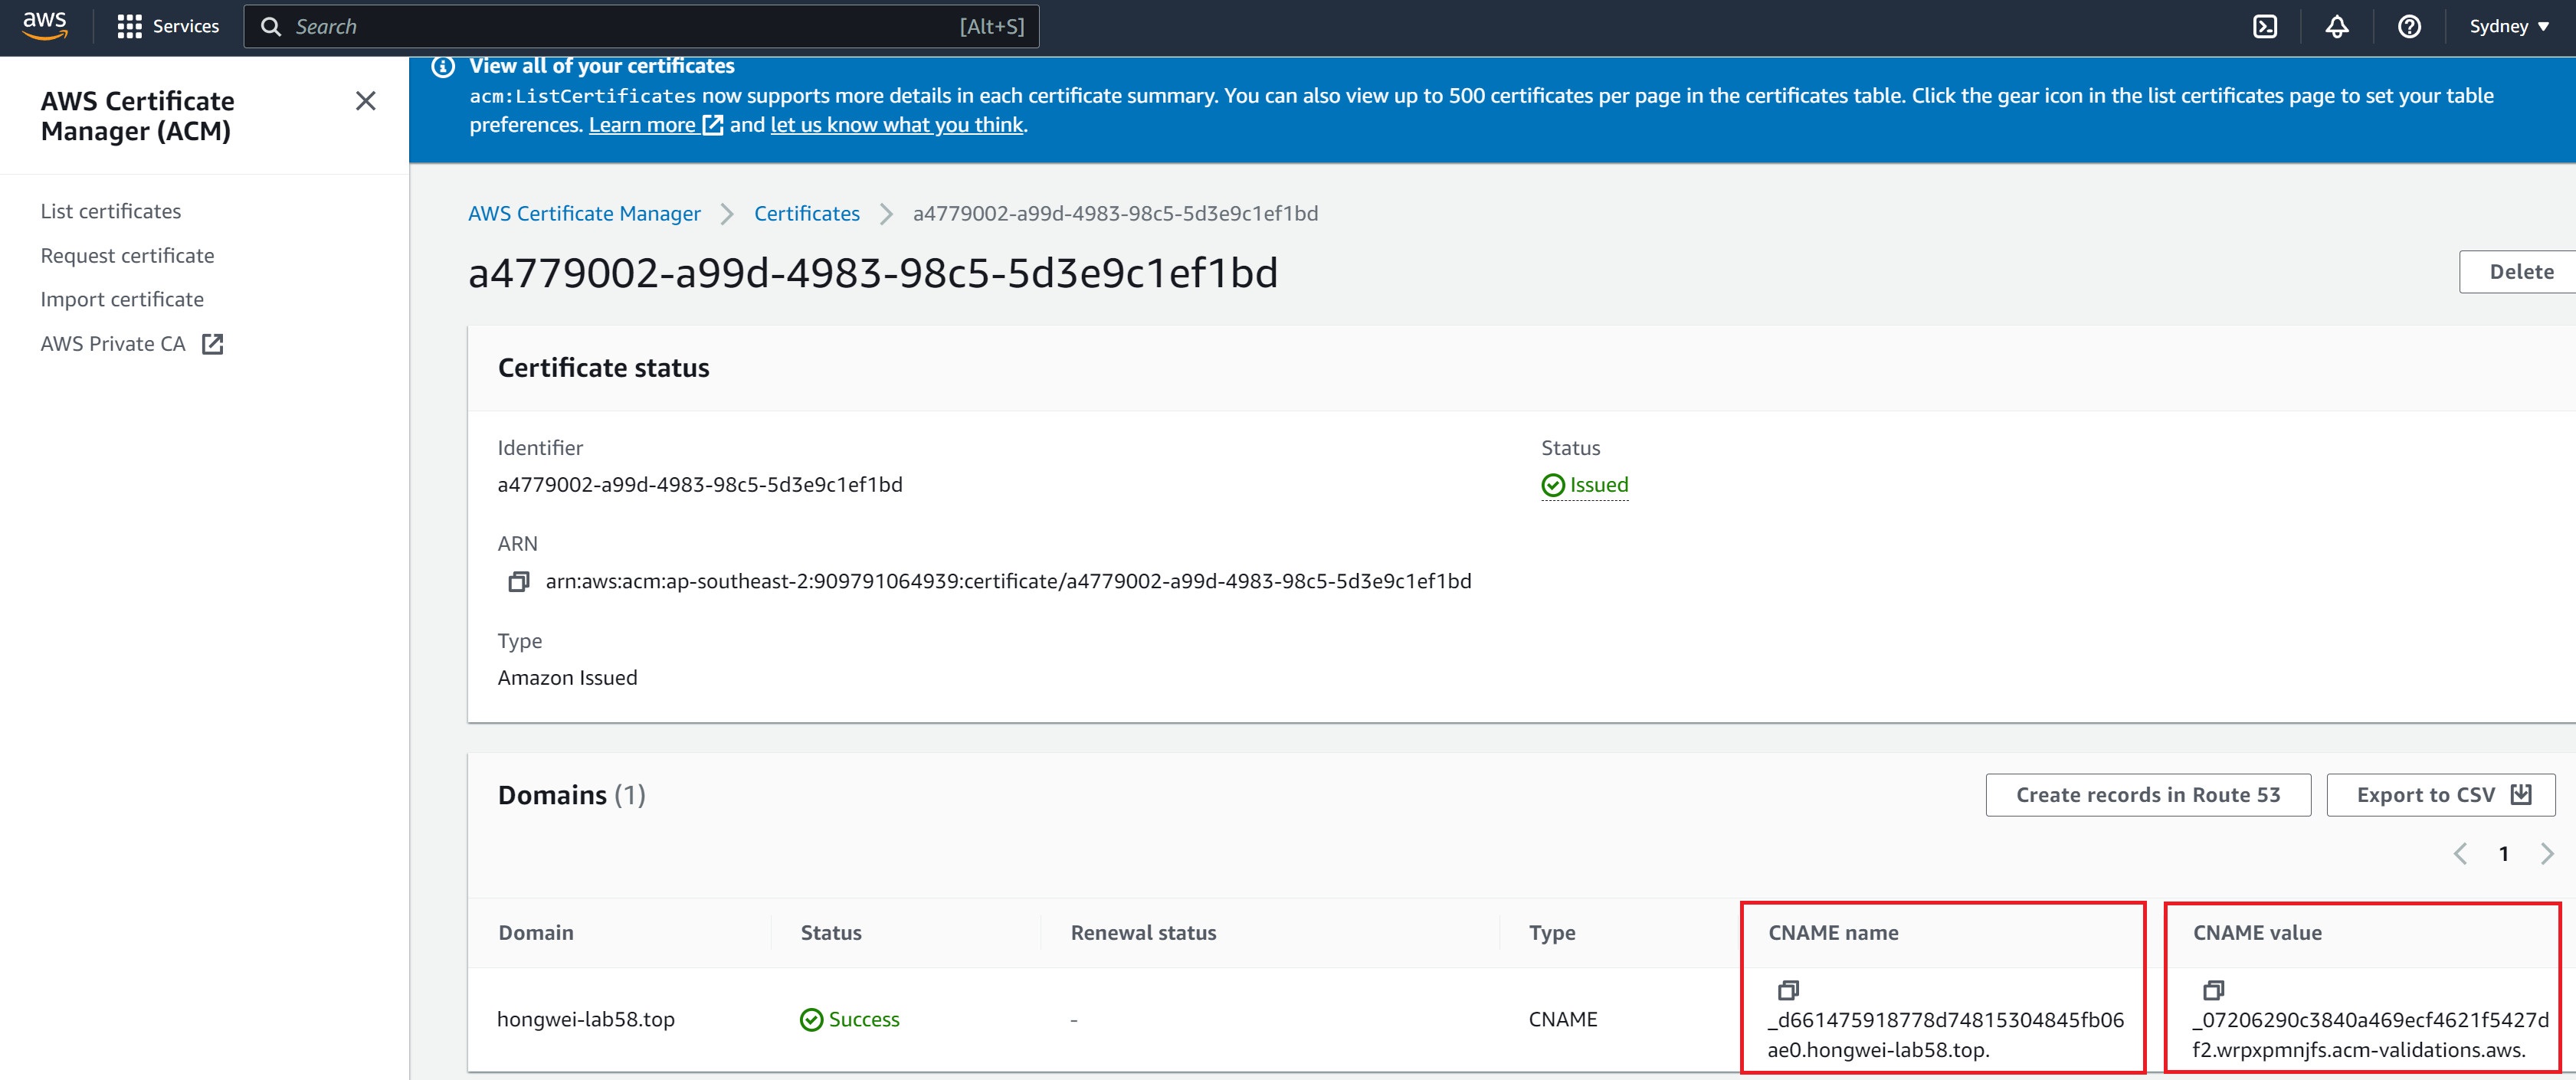 aws
Services
Search
[Alt+S]
Sydney
AWS Certificate
Manager (ACM)
List certificates
Request certificate
Import certificate
AWS Private CA
View all of your certificates
acm:ListCertificates now supports more details in each certificate summary. You can also view up to 500 certificates per page in the certificates table. Click the gear icon in the list certificates page to set your table
preferences. Learn more and let us know what you think.
AWS Certificate Manager
Certificates
a4779002-a99d-4983-98c5-5d3e9c1ef1bd
a4779002-a99d-4983-98c5-5d3e9c1ef1bd
Delete
Certificate status
Identifier
a4779002-a99d-4983-98c5-5d3e9c1ef1bd
Status
Issued
ARN
arn:aws:acm:ap-southeast-2:909791064939:certificate/a4779002-a99d-4983-98c5-5d3e9c1ef1bd
Type
Amazon Issued
Domains (1)
Create records in Route 53
Export to CSV
1
Domain
Status
Renewal status
Type
CNAME name
CNAME value
hongwei-lab58.top
Success
-
CNAME
_d661475918778d74815304845fb06
ae0.hongwei-lab58.top.
_07206290c3840a469ecf4621f5427d
f2.wrpxpmnjfs.acm-validations.aws.